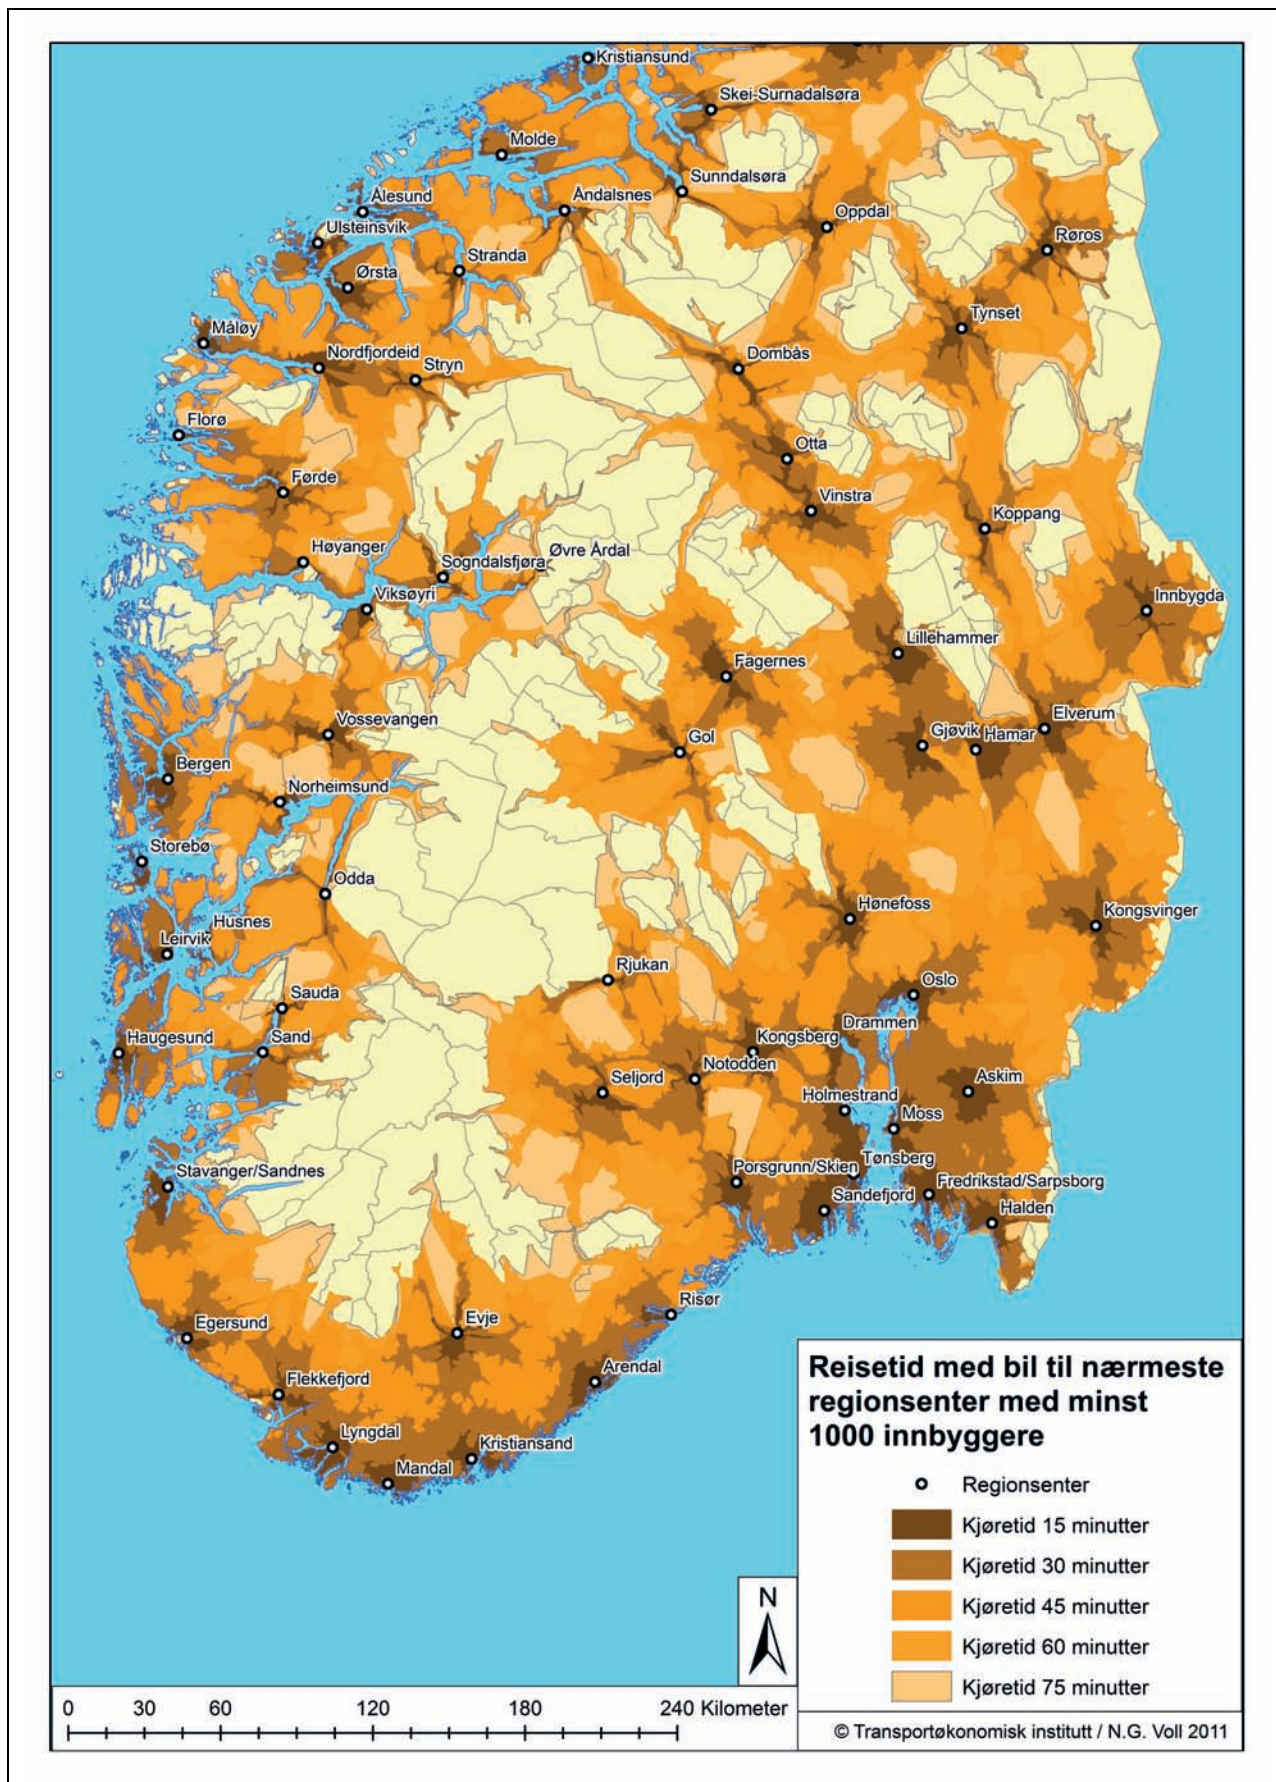 Kristiansund
Skei-Surnadalsøra
Molde
Sunndalsøra
Ålesund
Åndalsnes
Oppdal
Ulsteinsvik
Røros
Stranda
Ørsta
Måløy
Tynset
Nordfjordeid
Stryn
Dombås
Florø
Otta
Førde
Vinstra
Koppang
Høyanger
Sogndalsfjøra
Øvre Årdal
Viksøyri
Innbygda
Lillehammer
Fagernes
Vossevangen
Elverum
Gol
Gjøvik
Hamar
Bergen
Norheimsund
Storebø
Odda
Hønefoss
Kongsvinger
Husnes
Leirvik
Rjukan
Oslo
Sauda
Drammen
Haugesund
Sand
Kongsberg
Notodden
Seljord
Askim
Holmestrand
Moss
Tønsberg
Stavanger/Sandnes
Porsgrunn/Skien
Fredrikstad/Sarpsborg
Sandefjord
Halden
Risør
Egersund
Evje
Arendal
Flekkefjord
Lyngdal
Kristiansand
Mandal
Reisetid med bil til nærmeste
regionsenter med minst
1000 innbyggere
Regionsenter
Kjøretid 15 minutter
Kjøretid 30 minutter
Kjøretid 45 minutter
Kjøretid 60 minutter
Kjøretid 75 minutter
N
0 30 60 120 180 240 Kilometer
© Transportøkonomisk institutt / N.G. Voll 2011